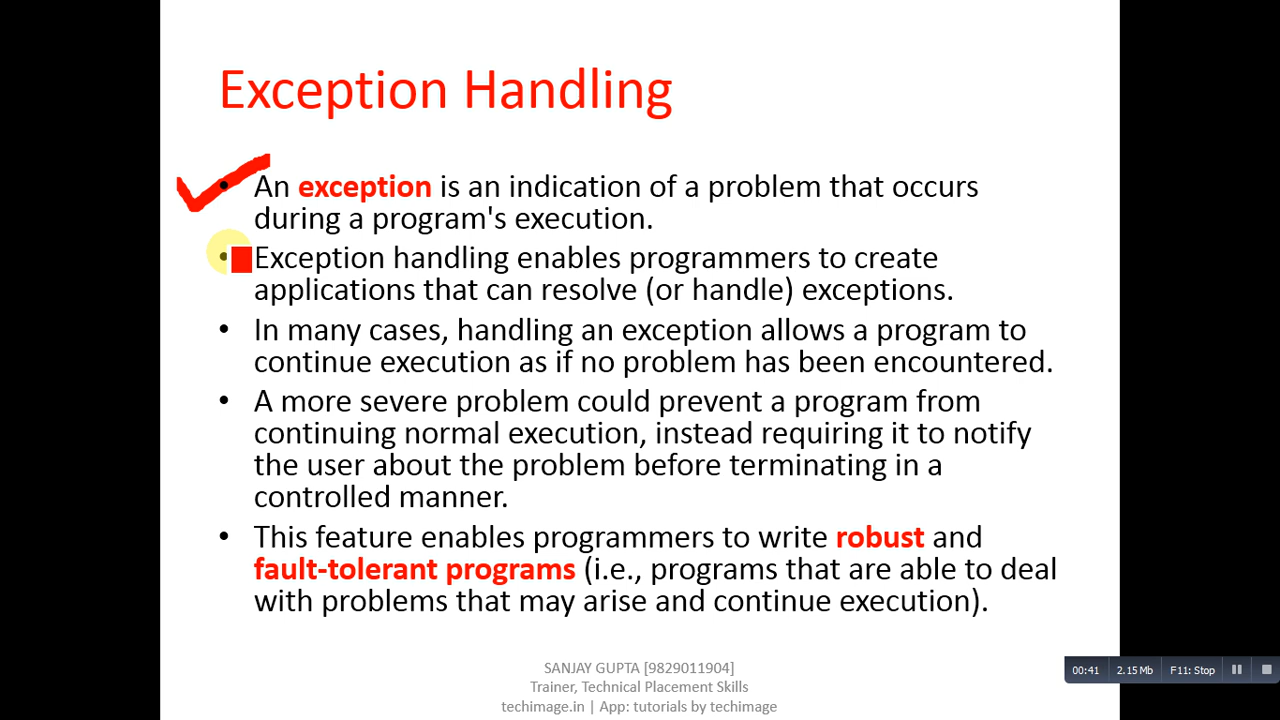 Exception Handling
• An exception is an indication of a problem that occurs
during a program's execution.
• Exception handling enables programmers to create
applications that can resolve (or handle) exceptions.
• In many cases, handling an exception allows a program to
continue execution as if no problem has been encountered.
• A more severe problem could prevent a program from
continuing normal execution, instead requiring it to notify
the user about the problem before terminating in a
controlled manner.
• This feature enables programmers to write robust and
fault-tolerant programs (i.e., programs that are able to deal
with problems that may arise and continue execution).
SANJAY GUPTA [9829011904]
Trainer, Technical Placement Skills
techimage.in | App: tutorials by techimage
00:41 2.15 Mb F11: Stop